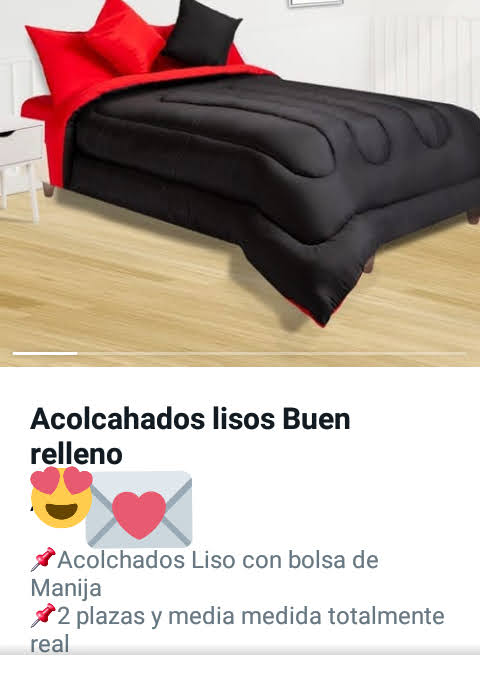 Acolcahados lisos Buen
relleno
📌Acolchados Liso con bolsa de
Manija
📌2 plazas y media medida totalmente
real